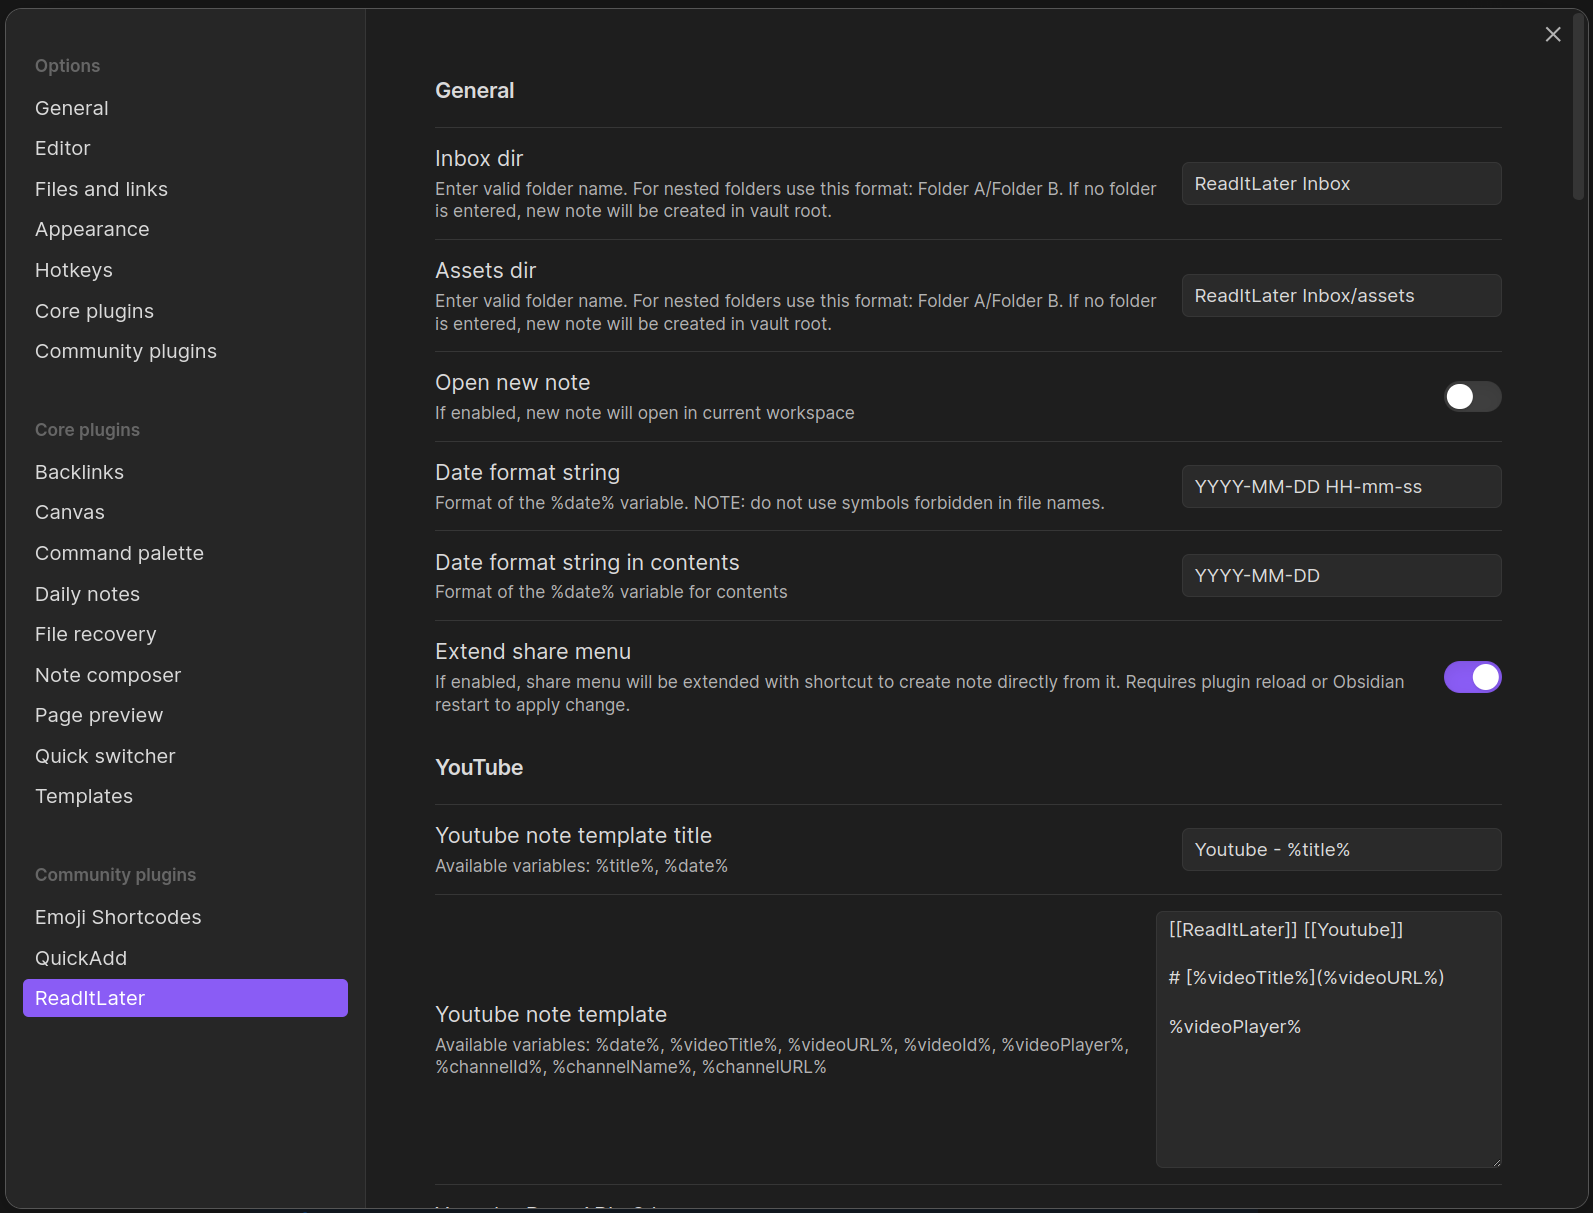 Options
General
Editor
Files and links
Appearance
Hotkeys
Core plugins
Community plugins
Core plugins
Backlinks
Canvas
Command palette
Daily notes
File recovery
Note composer
Page preview
Quick switcher
Templates
Community plugins
Emoji Shortcodes
QuickAdd
ReadItLater
General
Inbox dir
Enter valid folder name. For nested folders use this format: Folder A/Folder B. If no folder
is entered, new note will be created in vault root.
ReadItLater Inbox
Assets dir
Enter valid folder name. For nested folders use this format: Folder A/Folder B. If no folder
is entered, new note will be created in vault root.
ReadItLater Inbox/assets
Open new note
If enabled, new note will open in current workspace
Date format string
Format of the %date% variable. NOTE: do not use symbols forbidden in file names.
YYYY-MM-DD HH-mm-ss
Date format string in contents
Format of the %date% variable for contents
YYYY-MM-DD
Extend share menu
If enabled, share menu will be extended with shortcut to create note directly from it. Requires plugin reload or Obsidian
restart to apply change.
YouTube
Youtube note template title
Available variables: %title%, %date%
Youtube - %title%
Youtube note template
Available variables: %date%, %videoTitle%, %videoURL%, %videoId%, %videoPlayer%,
%channelId%, %channelName%, %channelURL%
[[ReadItLater]] [[Youtube]]
# [%videoTitle%](%videoURL%)
%videoPlayer%